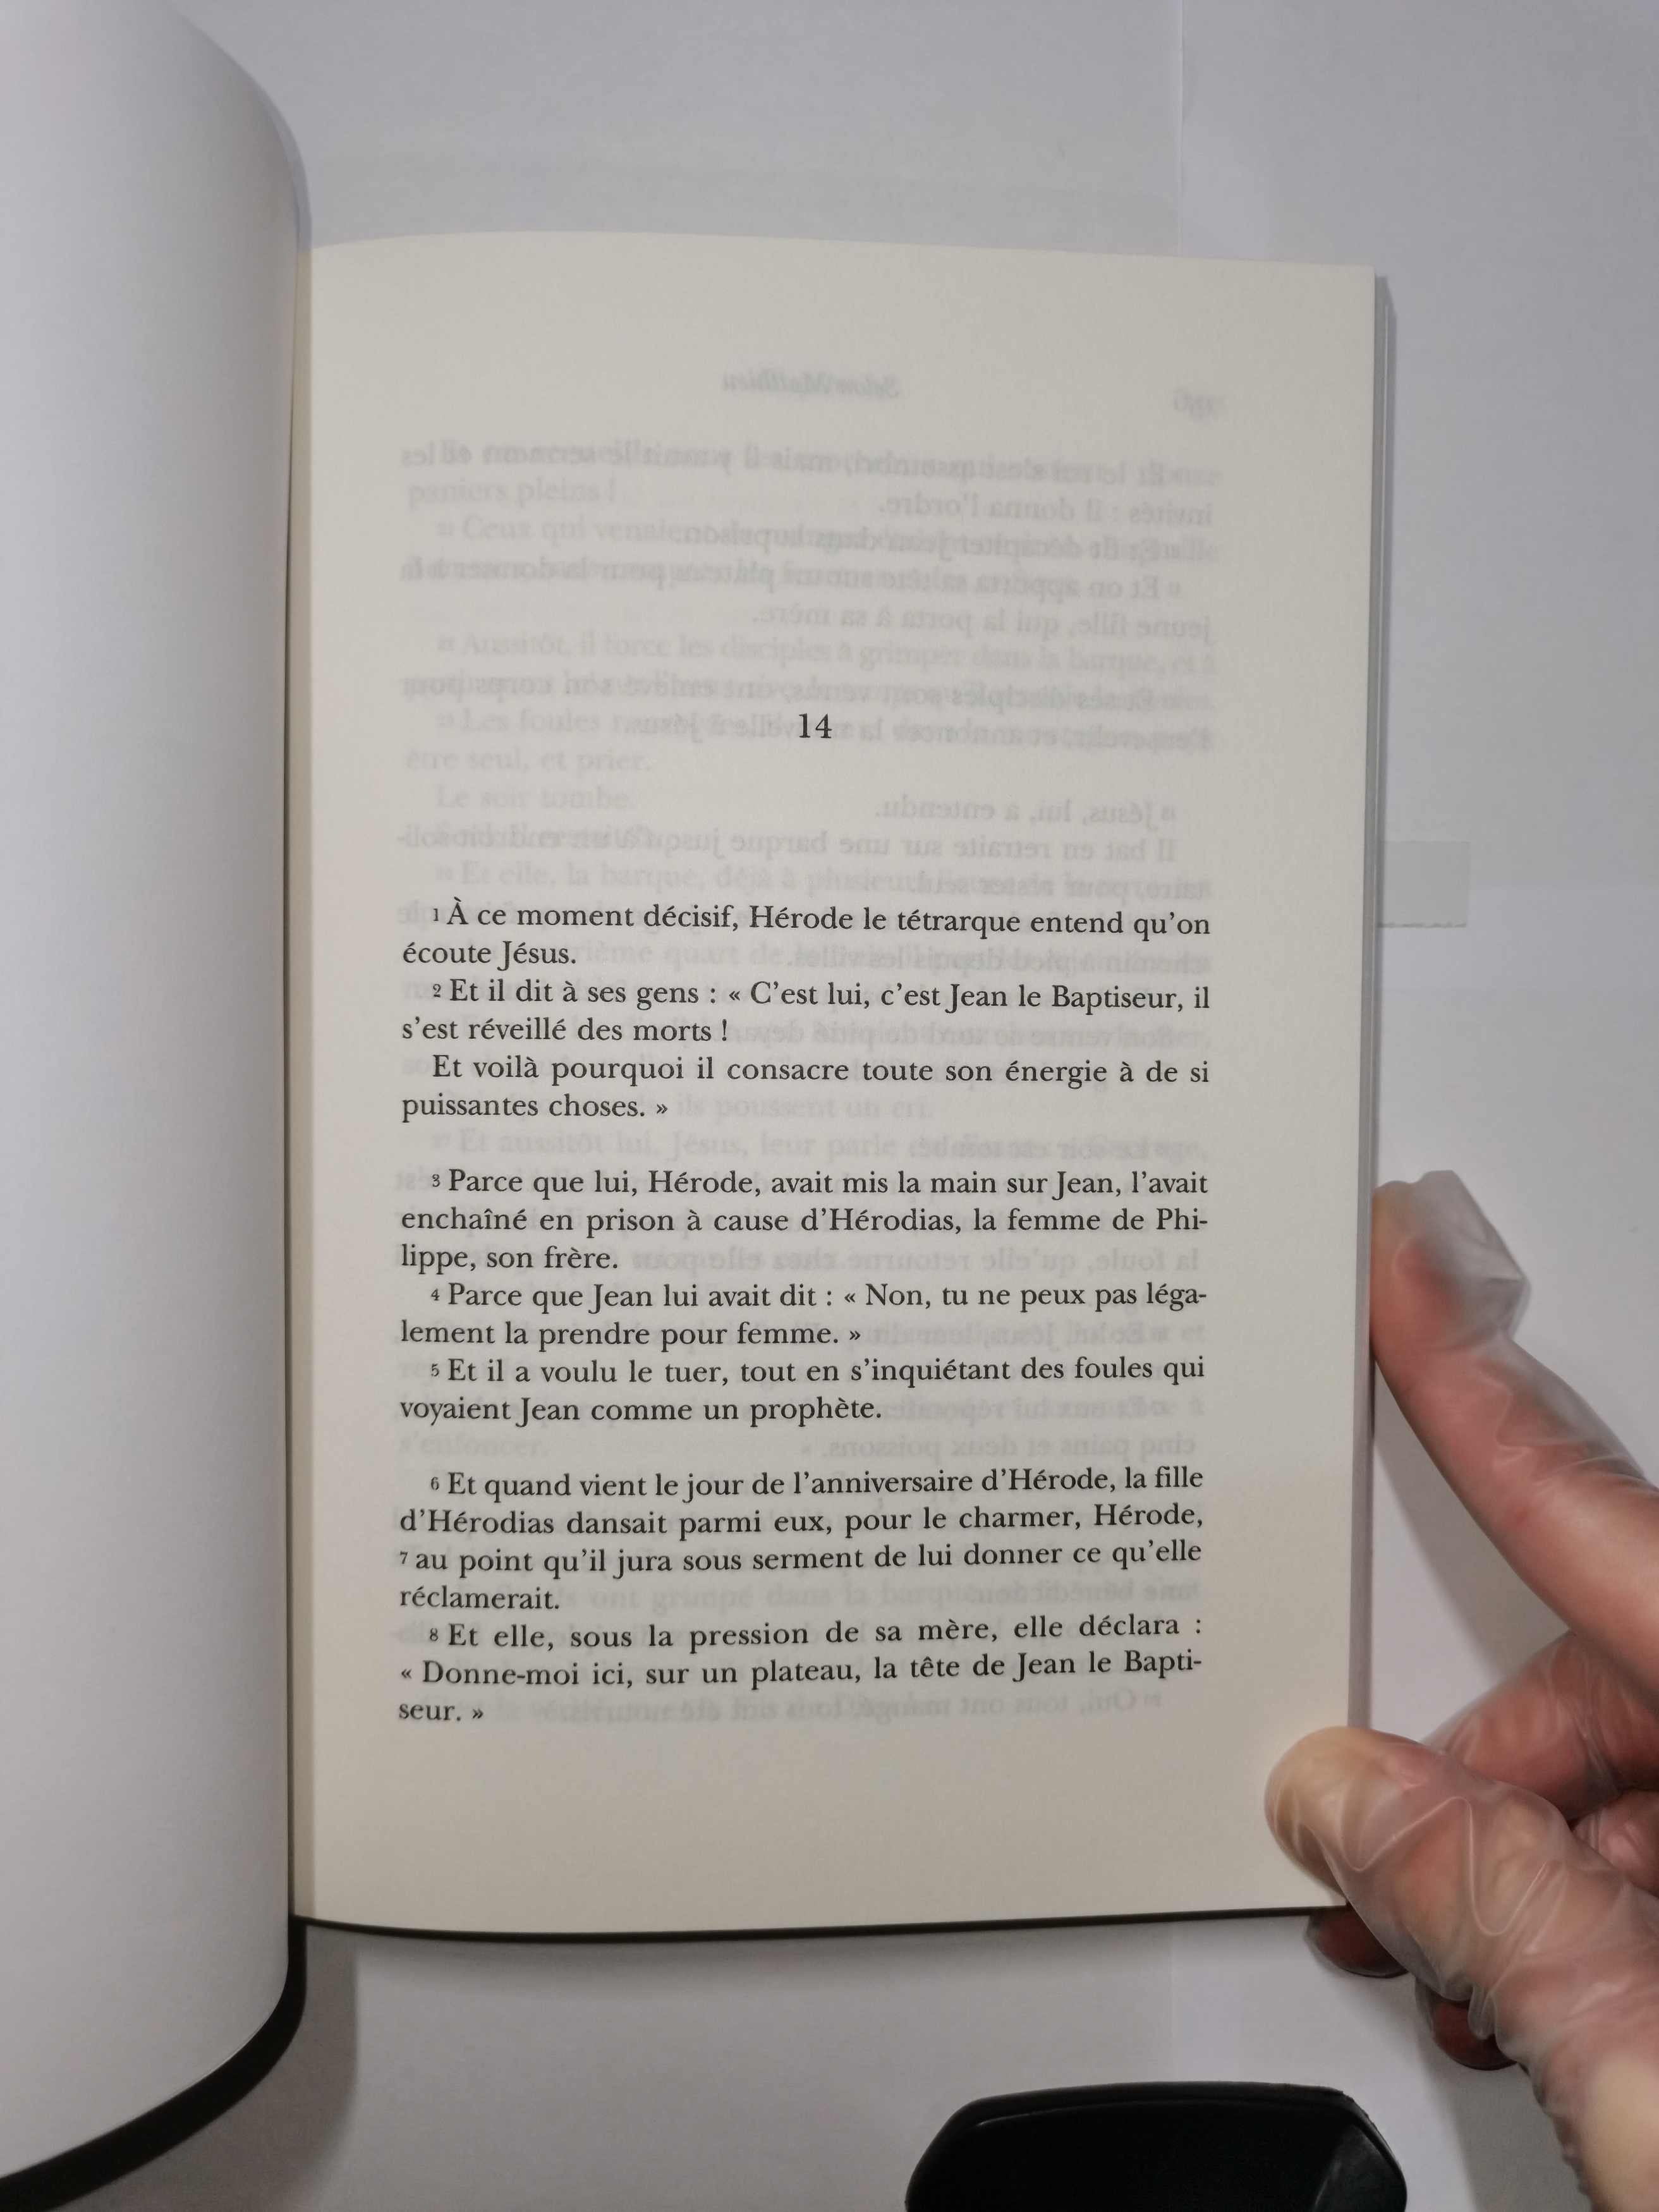 14
1 À ce moment décisif, Hérode le tétrarque entend qu’on
écoute Jésus.
2 Et il dit à ses gens : « C’est lui, c’est Jean le Baptiseur, il
s’est réveillé des morts !
Et voilà pourquoi il consacre toute son énergie à de si
puissantes choses. »
3 Parce que lui, Hérode, avait mis la main sur Jean, l’avait
enchaîné en prison à cause d’Hérodias, la femme de Phi-
lippe, son frère.
4 Parce que Jean lui avait dit : « Non, tu ne peux pas léga-
lement la prendre pour femme. »
5 Et il a voulu le tuer, tout en s’inquiétant des foules qui
voyaient Jean comme un prophète.
6 Et quand vient le jour de l’anniversaire d’Hérode, la fille
d’Hérodias dansait parmi eux, pour le charmer, Hérode,
7 au point qu’il jura sous serment de lui donner ce qu’elle
réclamerait.
8 Et elle, sous la pression de sa mère, elle déclara :
« Donne-moi ici, sur un plateau, la tête de Jean le Bapti-
seur. »